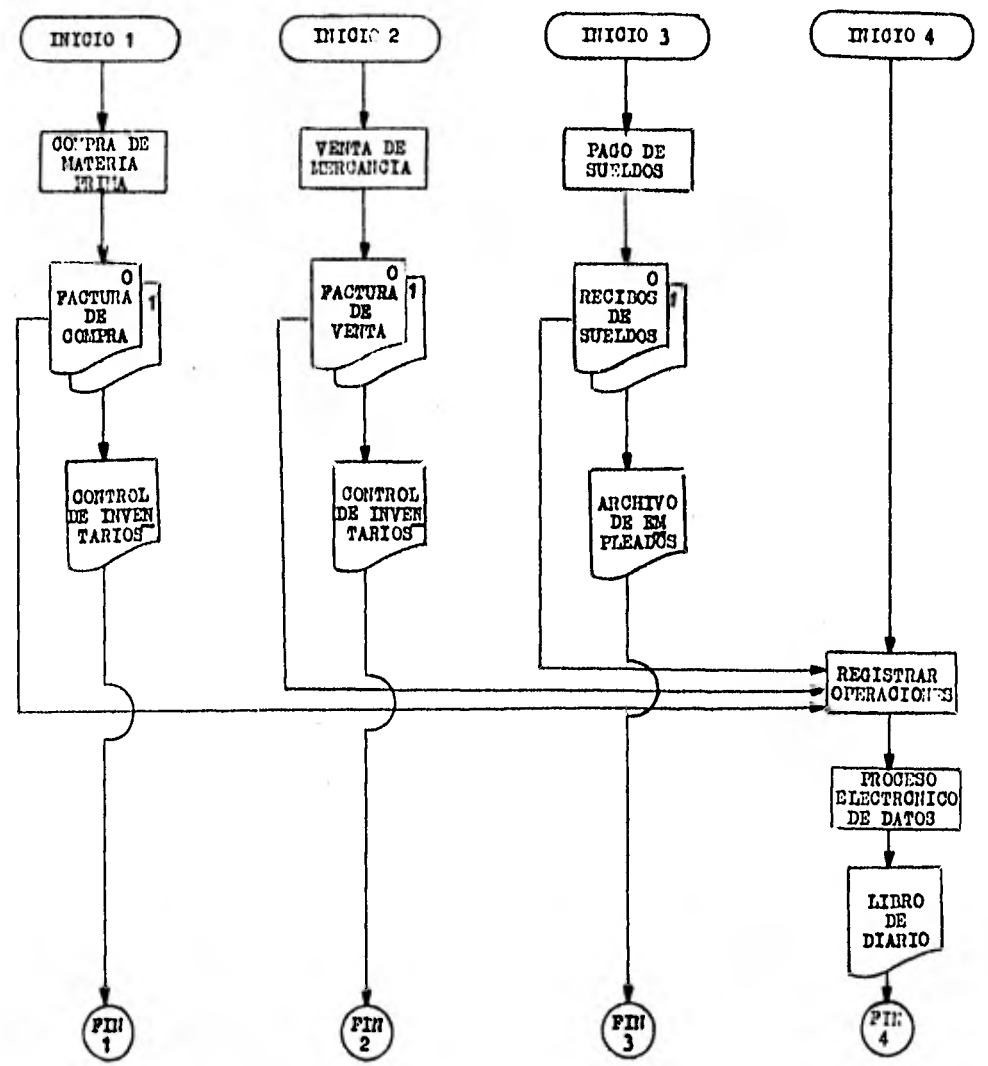 INICIO 1
COMPRA DE
MATERIA
PRIMA
O
1
FACTURA
DE
COMPRA
CONTROL
DE INVEN
TARIOS
FIN
1
INICIO 2
VENTA DE
MERCANCIA
O
1
FACTURA
DE
VENTA
CONTROL
DE INVEN
TARIOS
FIN
2
INICIO 3
PAGO DE
SUELDOS
O
1
RECIBOS
DE
SUELDOS
ARCHIVO
DE EM
PLEADOS
FIN
3
INICIO 4
REGISTRAR
OPERACIONES
PROCESO
ELECTRONICO
DE DATOS
LIBRO
DE
DIARIO
FIN
4